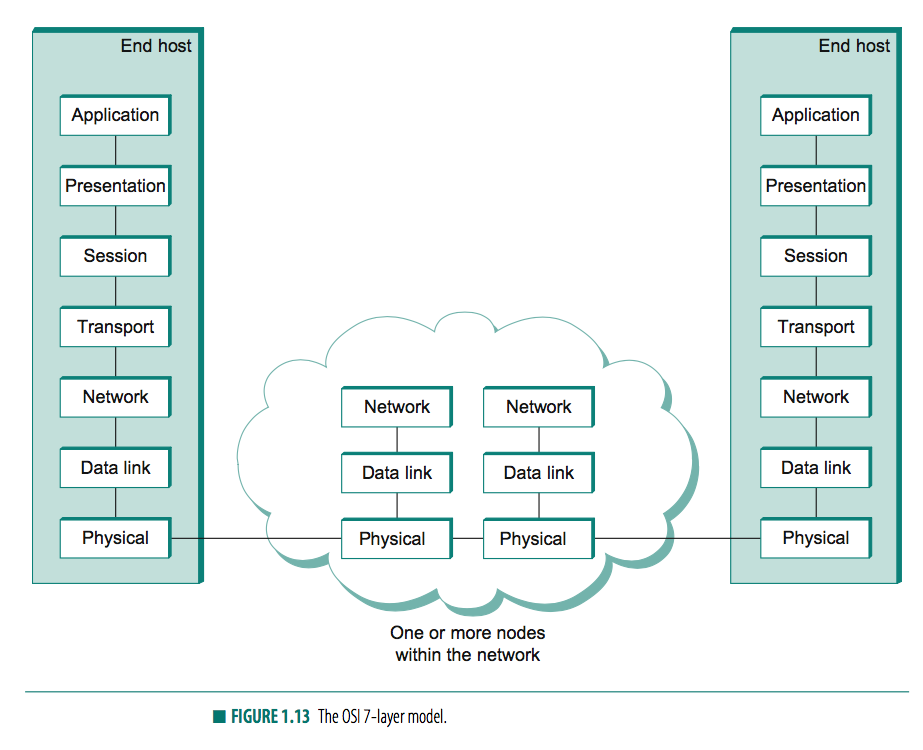 End host
Application
Presentation
Session
Transport
Network
Data link
Physical
Network
Data link
Physical
Network
Data link
Physical
One or more nodes
within the network
End host
Application
Presentation
Session
Transport
Network
Data link
Physical
■ FIGURE 1.13 The OSI 7-layer model.